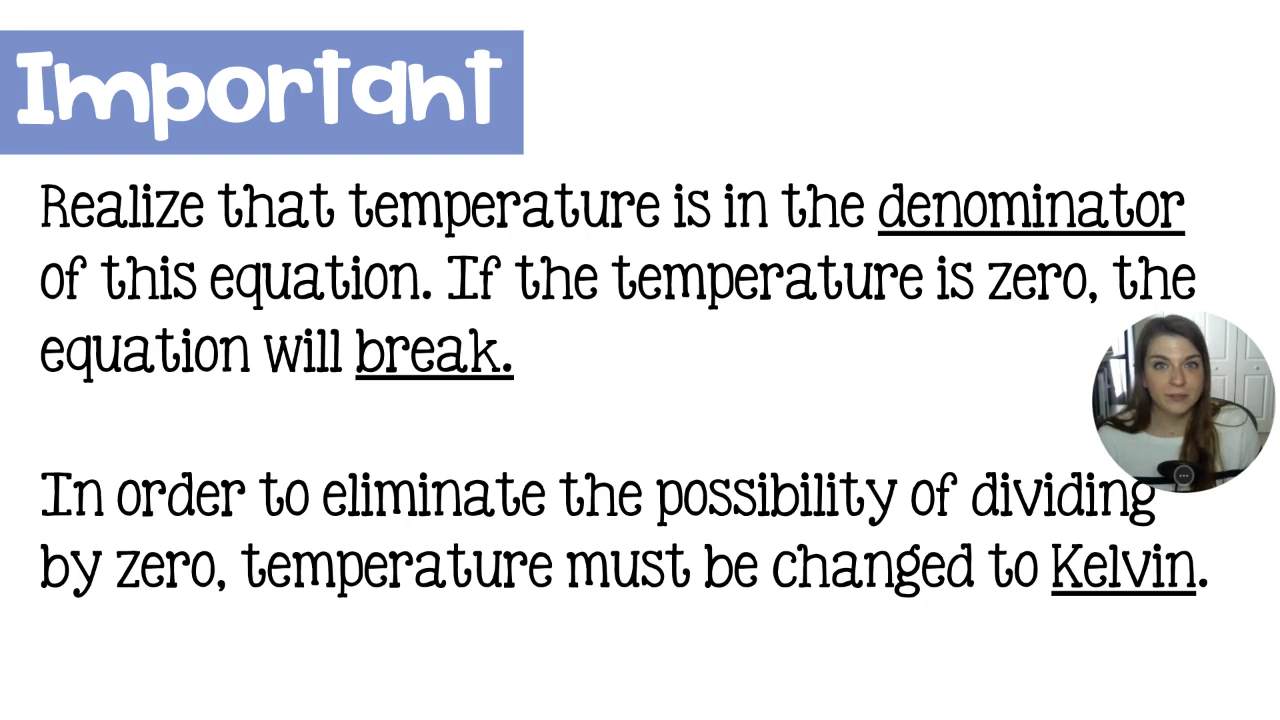 Important
Realize that temperature is in the denominator
of this equation. If the temperature is zero, the
equation will break.
In order to eliminate the possibility of dividing
by zero, temperature must be changed to Kelvin.